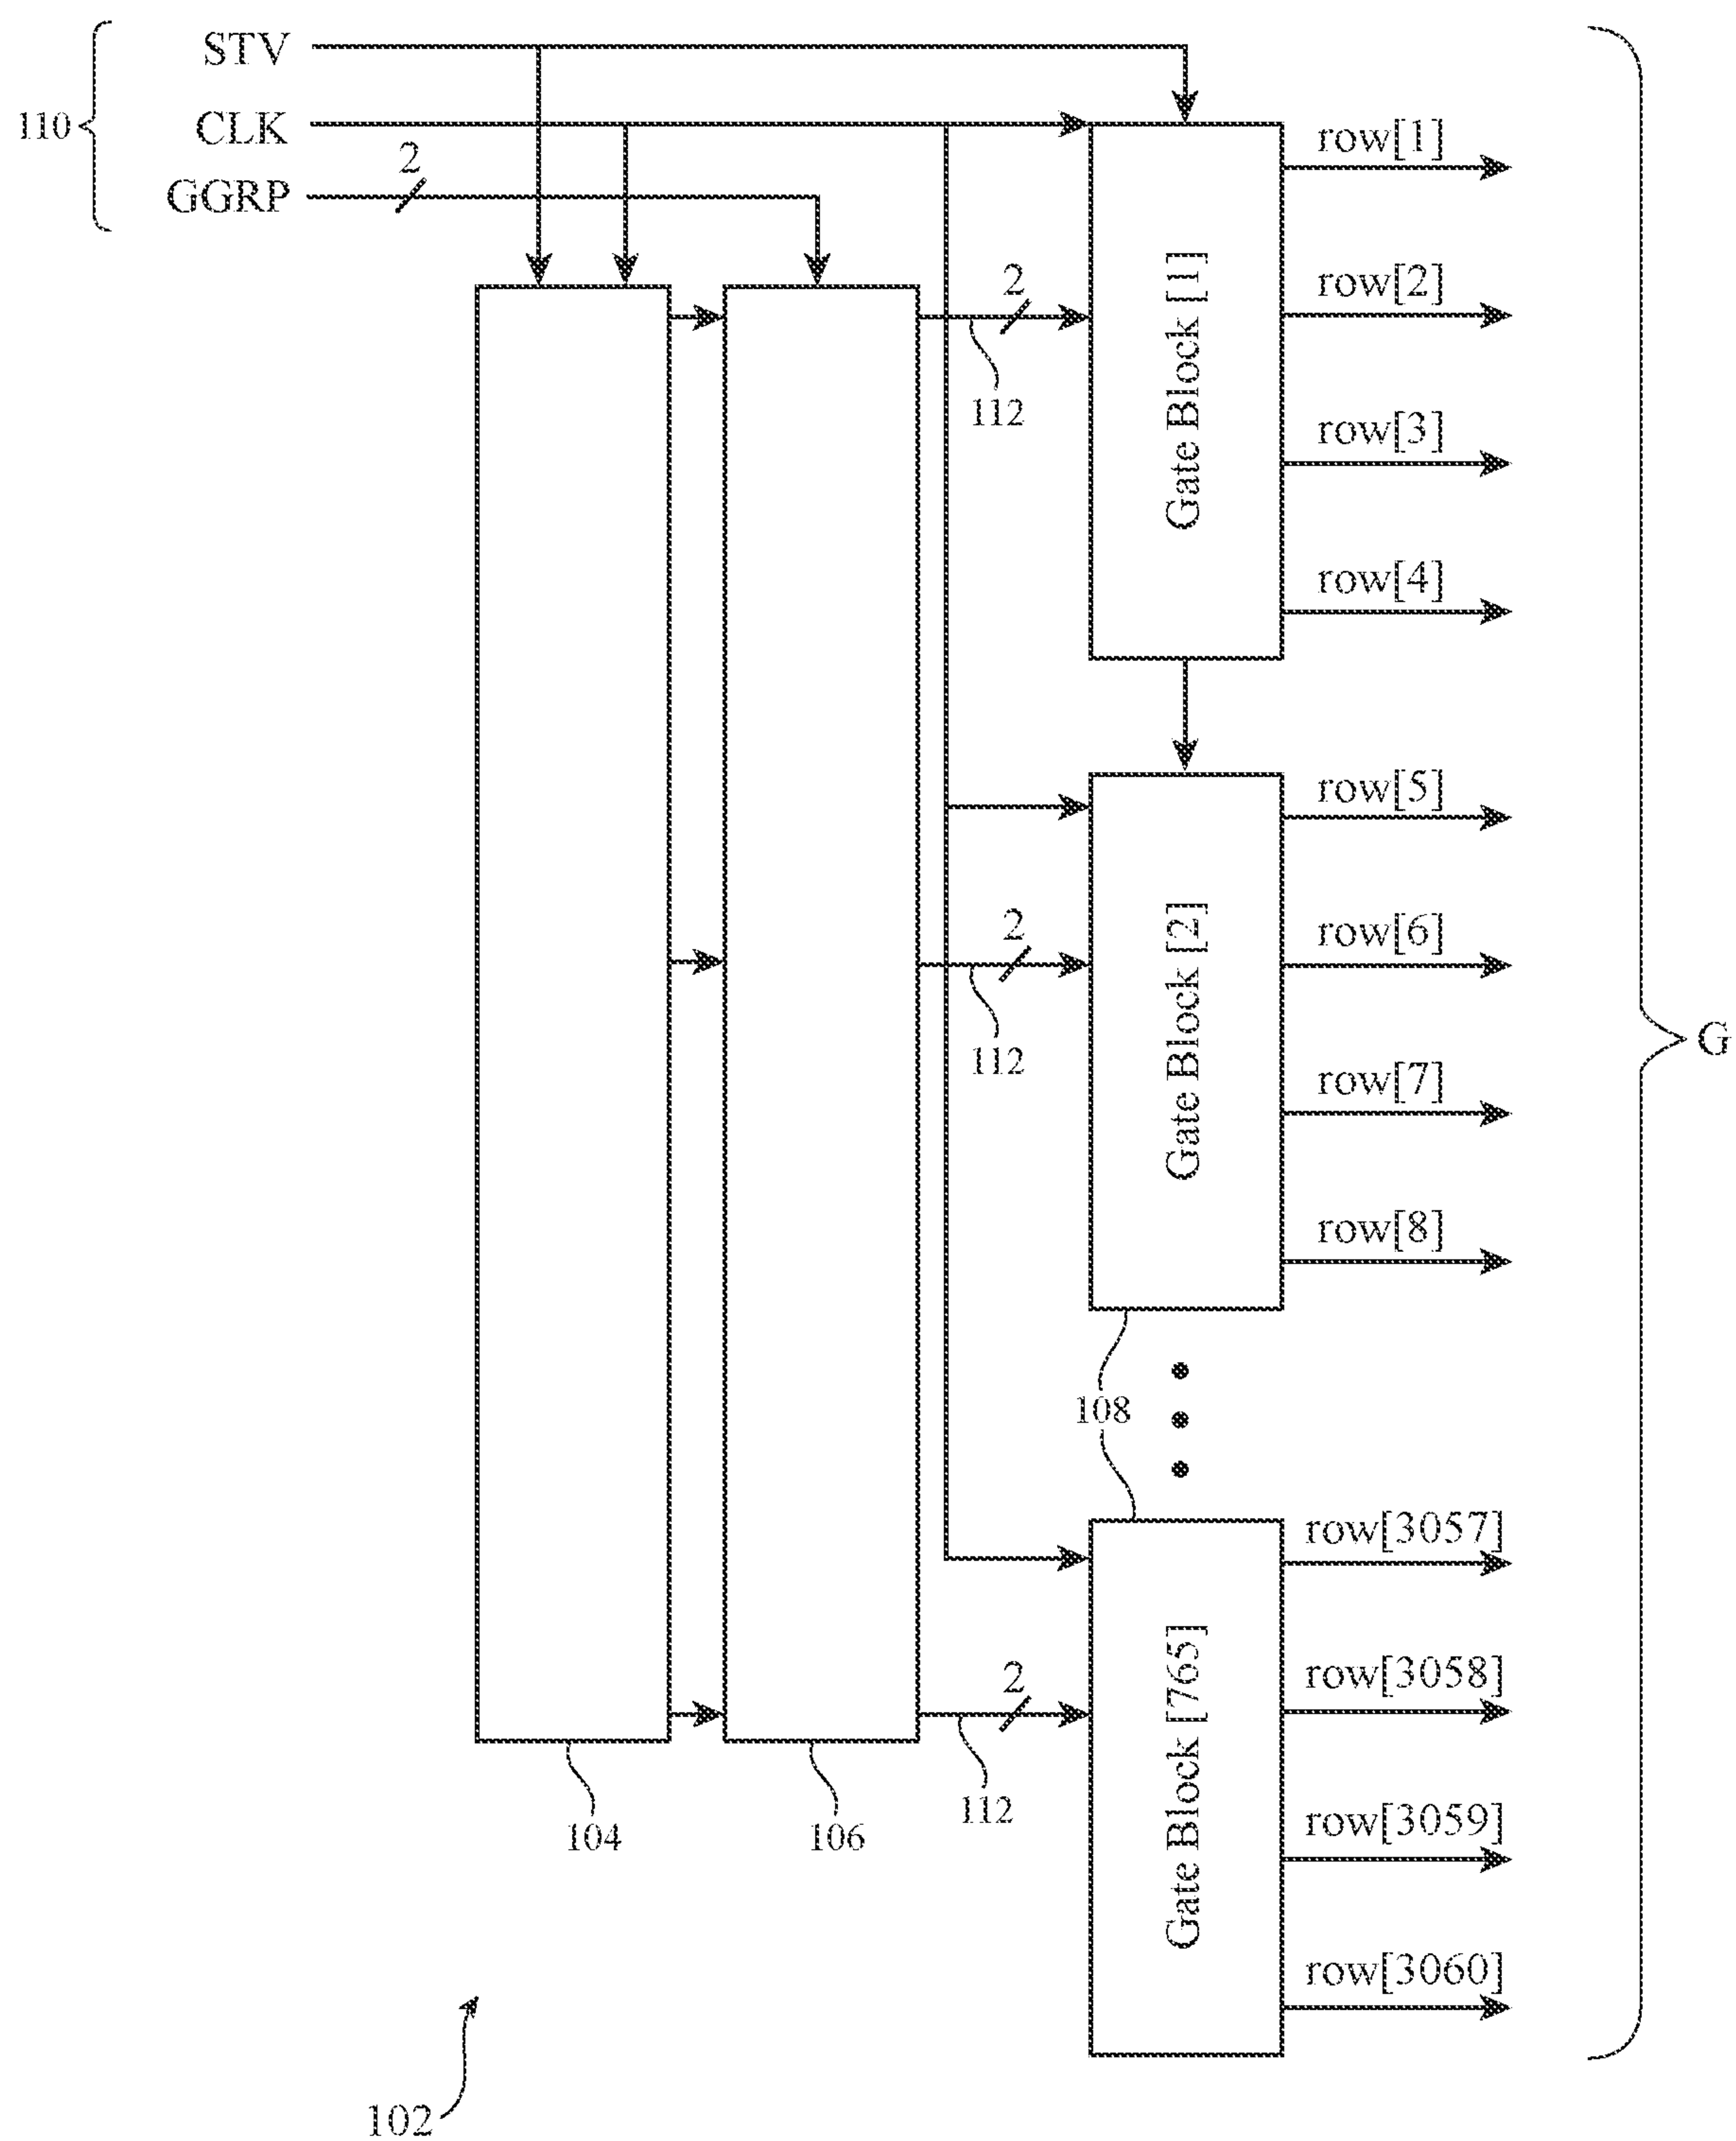 STV
110
CLK
2
GGRP
row[1]
row[2]
row[3]
row[4]
Gate Block [1]
2
112
row[5]
row[6]
row[7]
row[8]
Gate Block [2]
2
112
G
108
row[3057]
row[3058]
row[3059]
row[3060]
Gate Block [765]
2
112
104
106
102